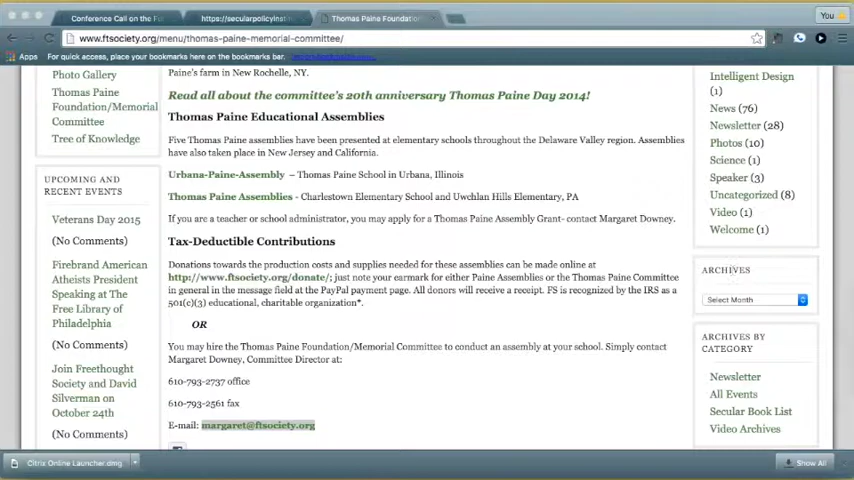 Conference Call on the Fo
https://secularpolicyinst
Thomas Paine Foundation
You
www.ftsociety.org/menu/thomas-paine-memorial-committee/
Apps
For quick access, place your bookmarks here on the bookmarks bar.
Photo Gallery
Thomas Paine
Foundation/Memorial
Committee
Tree of Knowledge
UPCOMING AND
RECENT EVENTS
Veterans Day 2015
(No Comments)
Firebrand American
Atheists President
Speaking at The
Free Library of
Philadelphia
(No Comments)
Join Freethought
Society and David
Silverman on
October 24th
(No Comments)
Paine's farm in New Rochelle, NY.
Read all about the committee's 20th anniversary Thomas Paine Day 2014!
Thomas Paine Educational Assemblies
Five Thomas Paine assemblies have been presented at elementary schools throughout the Delaware Valley region. Assemblies
have also taken place in New Jersey and California.
Urbana-Paine-Assembly – Thomas Paine School in Urbana, Illinois
Thomas Paine Assemblies - Charlestown Elementary School and Uwchlan Hills Elementary, PA
If you are a teacher or school administrator, you may apply for a Thomas Paine Assembly Grant- contact Margaret Downey.
Tax-Deductible Contributions
Donations towards the production costs and supplies needed for these assemblies can be made online at
http://www.ftsociety.org/donate/; just note your earmark for either Paine Assemblies or the Thomas Paine Committee
in general in the message field at the PayPal payment page. All donors will receive a receipt. FS is recognized by the IRS as a
501(c)(3) educational, charitable organization*.
OR
You may hire the Thomas Paine Foundation/Memorial Committee to conduct an assembly at your school. Simply contact
Margaret Downey, Committee Director at:
610-793-2737 office
610-793-2561 fax
E-mail: margaret@ftsociety.org
Intelligent Design
(1)
News (76)
Newsletter (28)
Photos (10)
Science (1)
Speaker (3)
Uncategorized (8)
Video (1)
Welcome (1)
ARCHIVES
Select Month
ARCHIVES BY
CATEGORY
Newsletter
All Events
Secular Book List
Video Archives
Citrix Online Launcher.dmg
Show All